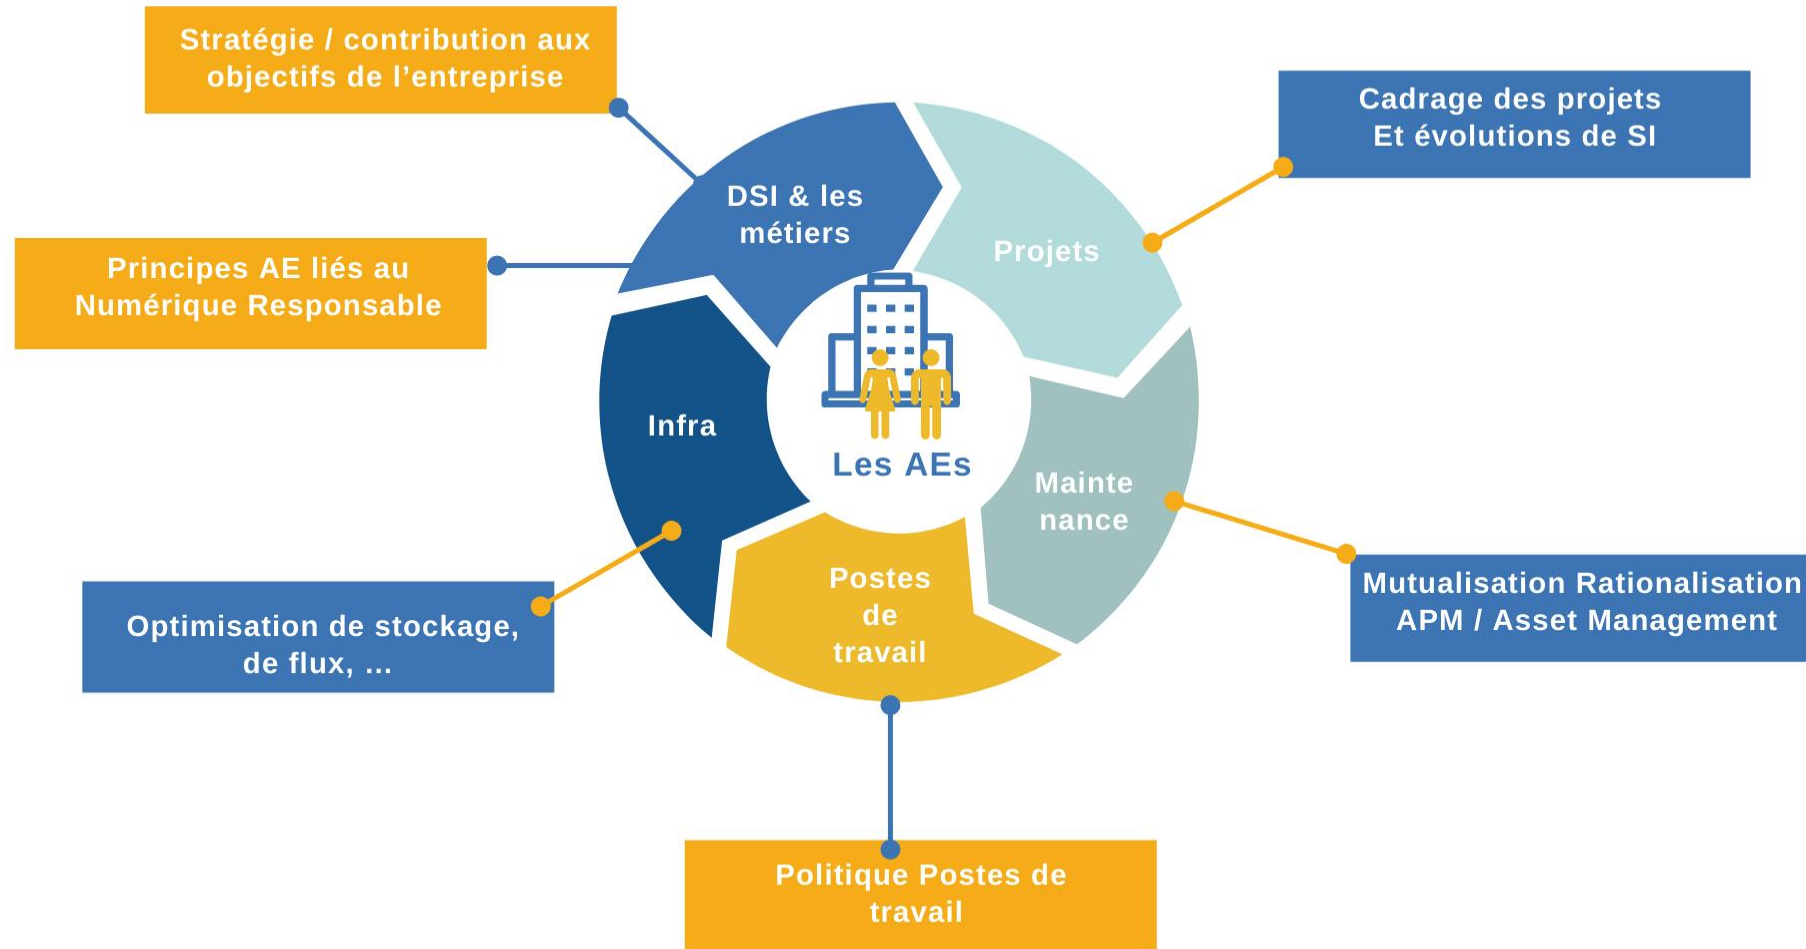 Stratégie / contribution aux
objectifs de l’entreprise
Cadrage des projets
Et évolutions de SI
DSI & les
métiers
Projets
Principes AE liés au
Numérique Responsable
Infra
Les AEs
Mainte
nance
Postes
de
travail
Optimisation de stockage,
de flux, ...
Mutualisation Rationalisation
APM / Asset Management
Politique Postes de
travail